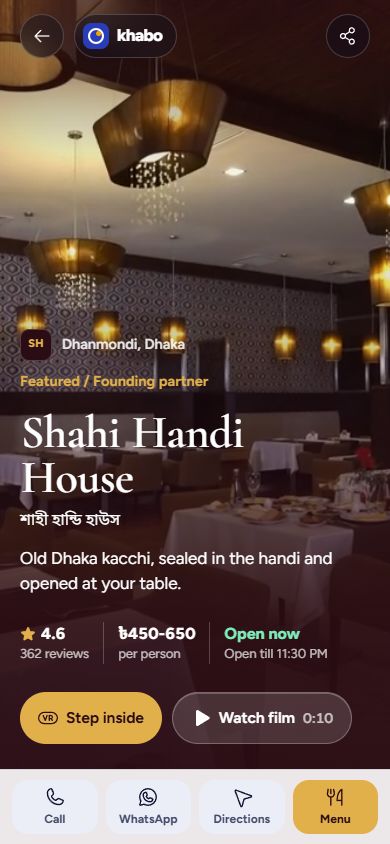 khabo
SH Dhanmondi, Dhaka
Featured / Founding partner
Shahi Handi
House
শাহী হান্ডি হাউস
Old Dhaka kacchi, sealed in the handi and
opened at your table.
4.6 ৳450-650 Open now
362 reviews per person Open till 11:30 PM
VR Step inside Watch film 0:10
Call WhatsApp Directions Menu